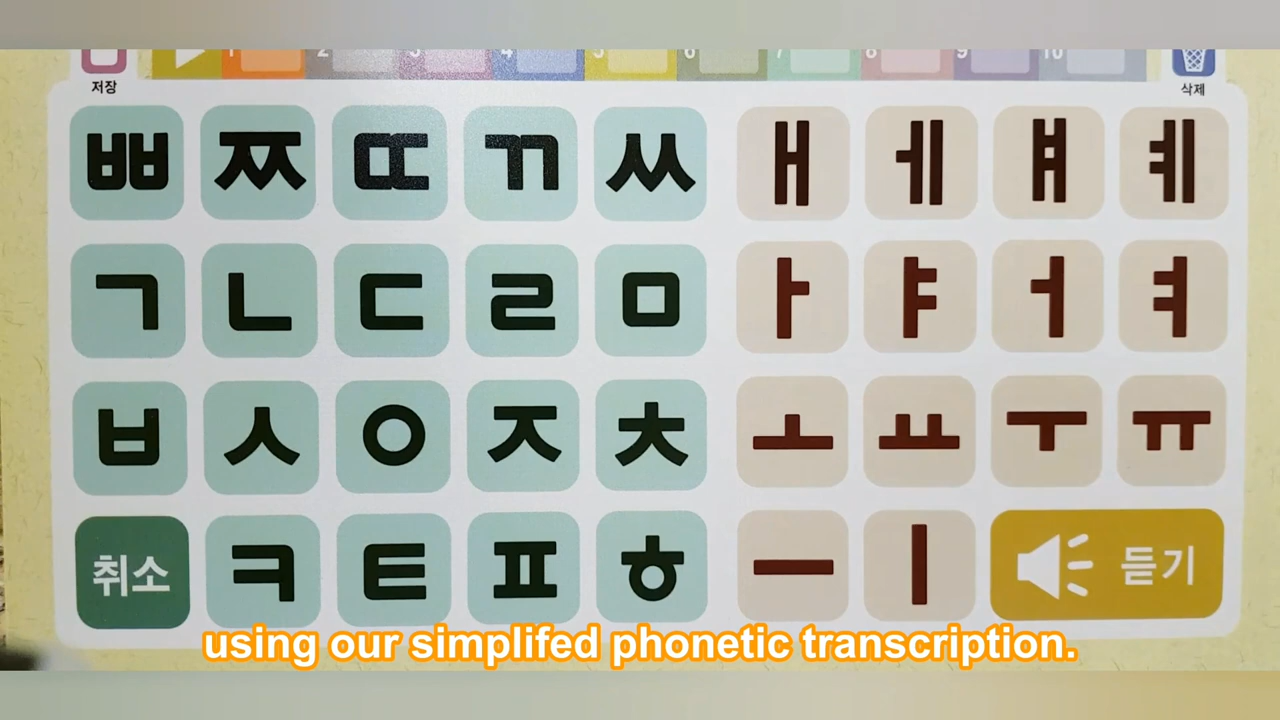 1 2 3 4 5 6 7 8 9 10
저장 삭제
ㅃ ㅉ ㄸ ㄲ ㅆ ㅐ ㅔ ㅒ ㅖ
ㄱ ㄴ ㄷ ㄹ ㅁ ㅏ ㅑ ㅓ ㅕ
ㅂ ㅅ ㅇ ㅈ ㅊ ㅗ ㅛ ㅜ ㅠ
취소 ㅋ ㅌ ㅍ ㅎ ㅡ ㅣ 듣기
using our simplifed phonetic transcription.